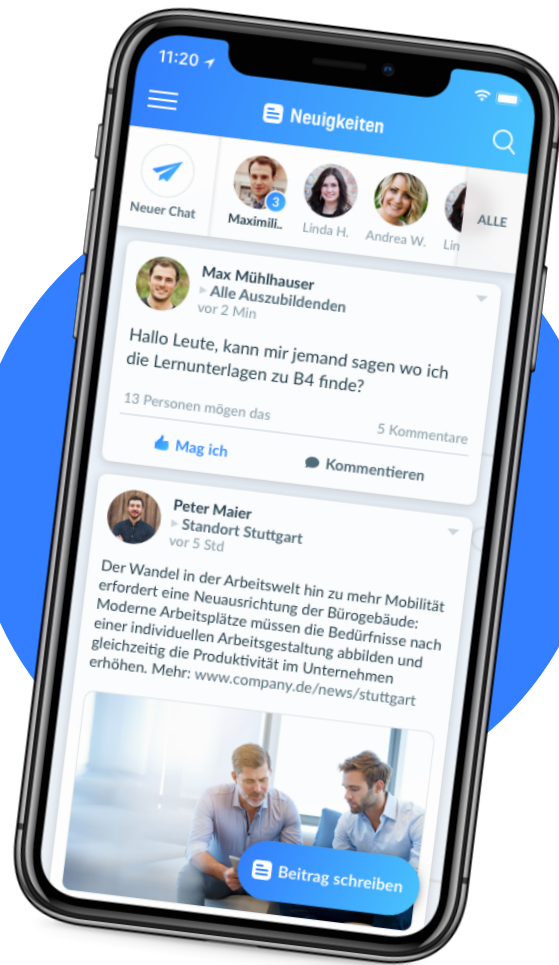 11:20
Neuigkeiten
Neuer Chat
3
Maximili..
Linda H.
Andrea W.
Lin
ALLE
Max Mühlhauser
Alle Auszubildenden
vor 2 Min
Hallo Leute, kann mir jemand sagen wo ich
die Lernunterlagen zu B4 finde?
13 Personen mögen das
5 Kommentare
Mag ich
Kommentieren
Peter Maier
Standort Stuttgart
vor 5 Std
Der Wandel in der Arbeitswelt hin zu mehr Mobilität
erfordert eine Neuausrichtung der Bürogebäude:
Moderne Arbeitsplätze müssen die Bedürfnisse nach
einer individuellen Arbeitsgestaltung abbilden und
gleichzeitig die Produktivität im Unternehmen
erhöhen. Mehr: www.company.de/news/stuttgart
Beitrag schreiben